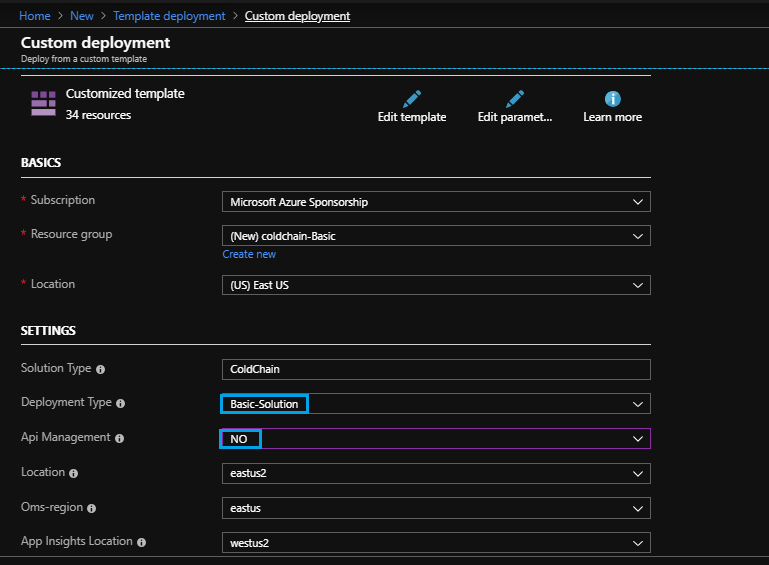 Home > New > Template deployment > Custom deployment
Custom deployment
Deploy from a custom template
Customized template
34 resources
Edit template
Edit paramet...
Learn more
BASICS
* Subscription
Microsoft Azure Sponsorship
* Resource group
(New) coldchain-Basic
Create new
* Location
(US) East US
SETTINGS
Solution Type
ColdChain
Deployment Type
Basic-Solution
Api Management
NO
Location
eastus2
Oms-region
eastus
App Insights Location
westus2